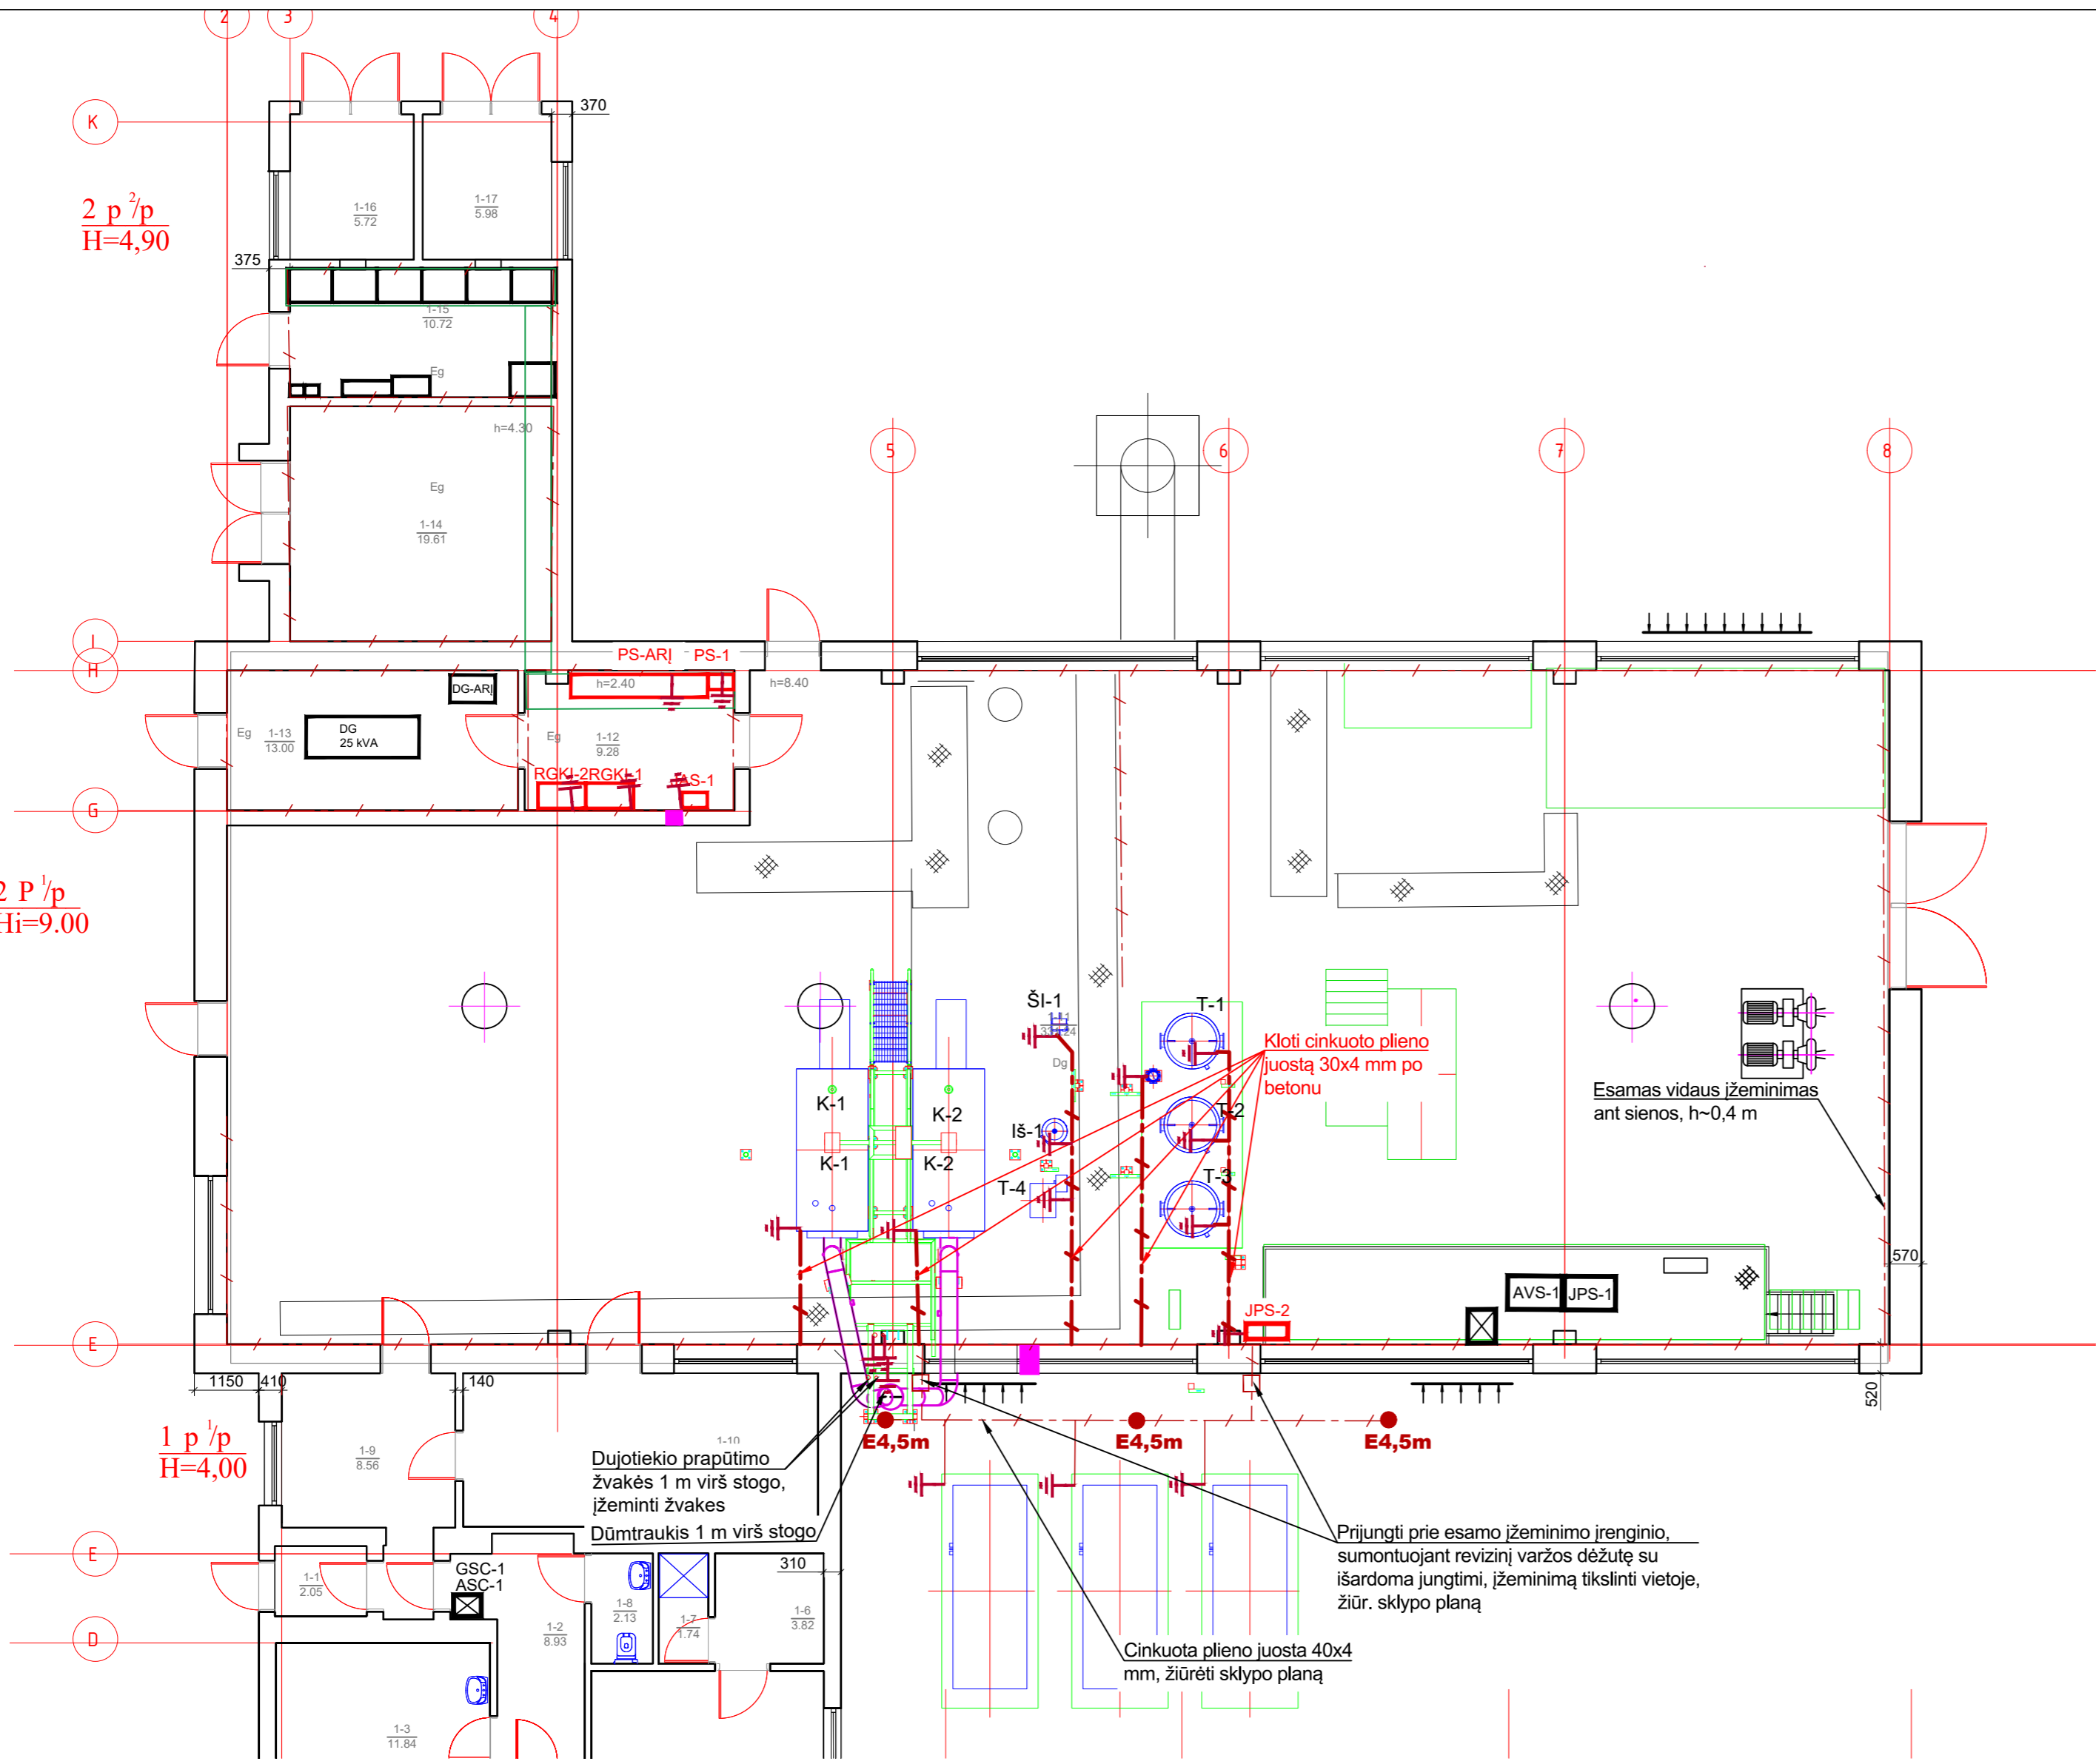 2
3
4
K
370
2 p ²/p
H=4,90
1-16
5.72
1-17
5.98
375
1-15
10.72
Eg
h=4.30
Eg
1-14
19.61
5
6
7
8
I
H
PS-ARĮ
PS-1
h=2.40
h=8.40
DG-ARĮ
DG
25 kVA
Eg
1-13
13.00
Eg
1-12
9.28
RGKI-2
RGKI-1
AS-1
G
2 P ¹/p
Hi=9.00
ŠI-1
1-11
Dg
T-1
Kloti cinkuoto plieno
juostą 30x4 mm po
betonu
K-1
K-2
Iš-1
T-2
K-1
K-2
T-4
T-3
Esamas vidaus įžeminimas
ant sienos, h~0,4 m
570
AVS-1
JPS-1
JPS-2
E
1150
410
140
520
1 p ¹/p
H=4,00
1-9
8.56
1-10
E4,5m
E4,5m
E4,5m
Dujotiekio prapūtimo
žvakės 1 m virš stogo,
įžeminti žvakes
Dūmtraukis 1 m virš stogo
Prijungti prie esamo įžeminimo įrenginio,
sumontuojant revizinį varžos dėžutę su
išardoma jungtimi, įžeminimą tikslinti vietoje,
žiūr. sklypo planą
E
310
1-1
2.05
GSC-1
ASC-1
1-8
2.13
1-7
1.74
1-6
3.82
1-2
8.93
D
Cinkuota plieno juosta 40x4
mm, žiūrėti sklypo planą
1-3
11.84